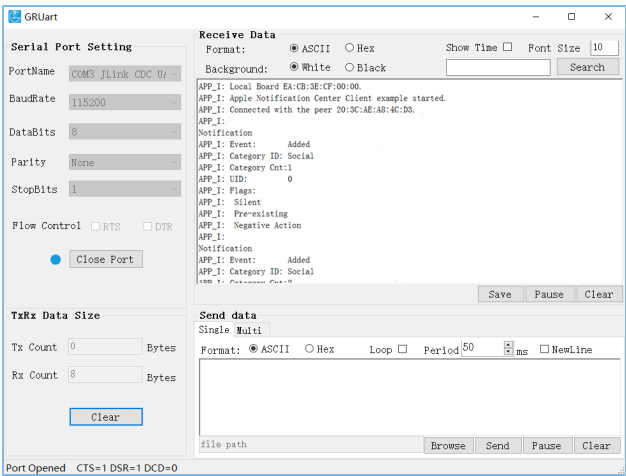 GRUart
Serial Port Setting
PortName COM3 JLink CDC UA
BaudRate 115200
DataBits 8
Parity None
StopBits 1
Flow Control RTS DTR
Close Port
Receive Data
Format: ASCII Hex Show Time Font Size 10
Background: White Black Search
APP_I: Local Board EA:CB:3E:CF:00:00.
APP_I: Apple Notification Center Client example started.
APP_I: Connected with the peer 20:3C:AE:A8:4C:D3.
APP_I:
Notification
APP_I: Event: Added
APP_I: Category ID: Social
APP_I: Category Cnt:1
APP_I: UID: 0
APP_I: Flags:
APP_I: Silent
APP_I: Pre-existing
APP_I: Negative Action
APP_I:
Notification
APP_I: Event: Added
APP_I: Category ID: Social
APP_I: Category Cnt:2
Save Pause Clear
TxRx Data Size
Tx Count 0 Bytes
Rx Count 8 Bytes
Clear
Send data
Single Multi
Format: ASCII Hex Loop Period 50 ms NewLine
file path Browse Send Pause Clear
Port Opened CTS=1 DSR=1 DCD=0